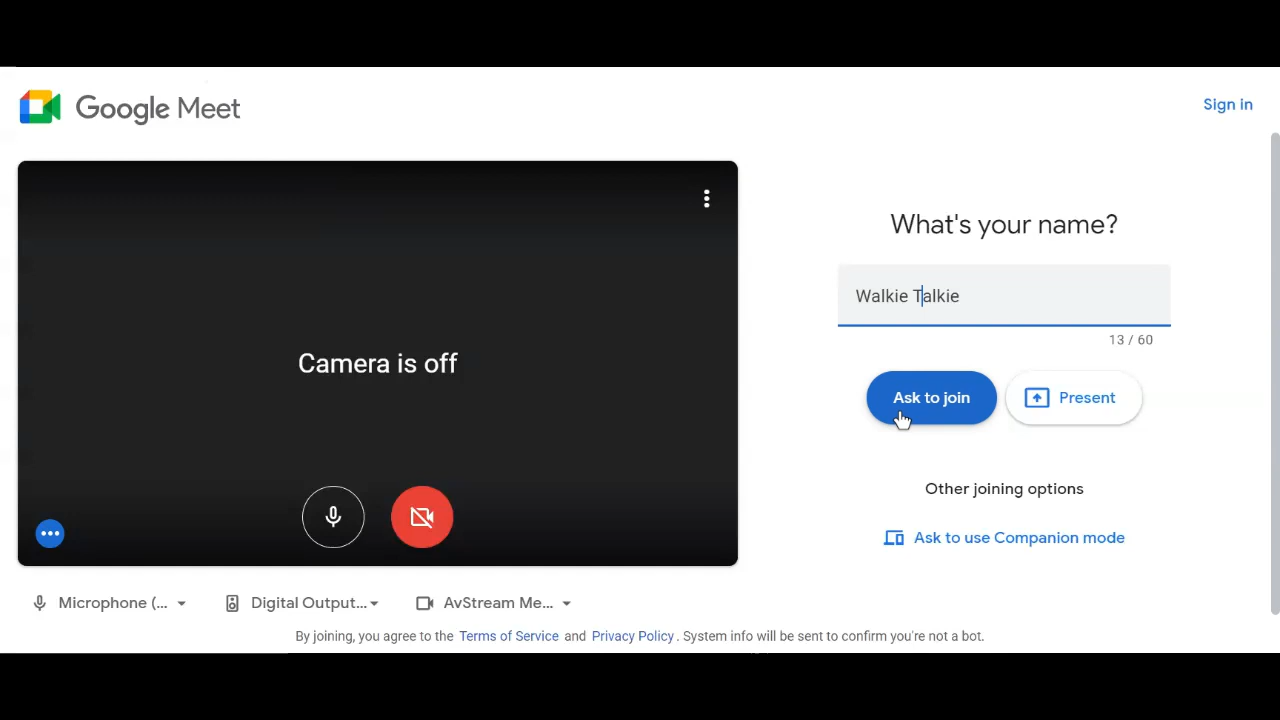 Google Meet
Sign in
What's your name?
Walkie Talkie
13 / 60
Camera is off
Ask to join
Present
Other joining options
Ask to use Companion mode
Microphone (...
Digital Output...
AvStream Me...
By joining, you agree to the Terms of Service and Privacy Policy. System info will be sent to confirm you're not a bot.